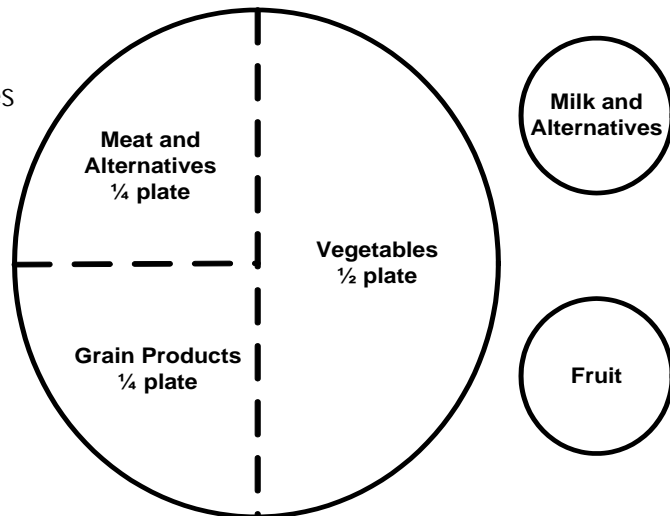 Meat and
Alternatives
¼ plate
Grain Products
¼ plate
Vegetables
½ plate
Milk and
Alternatives
Fruit